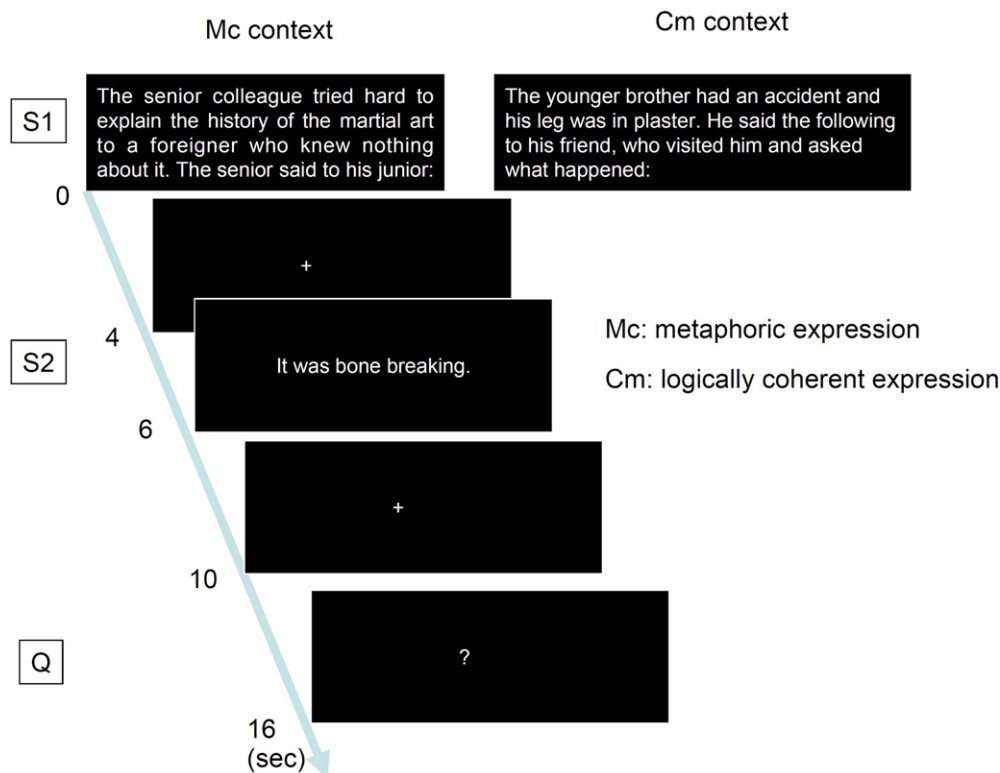 Mc context
Cm context
S1
The senior colleague tried hard to
explain the history of the martial art
to a foreigner who knew nothing
about it. The senior said to his junior:
The younger brother had an accident and
his leg was in plaster. He said the following
to his friend, who visited him and asked
what happened:
0
+
4
S2
It was bone breaking.
Mc: metaphoric expression
Cm: logically coherent expression
6
+
10
Q
?
16
(sec)